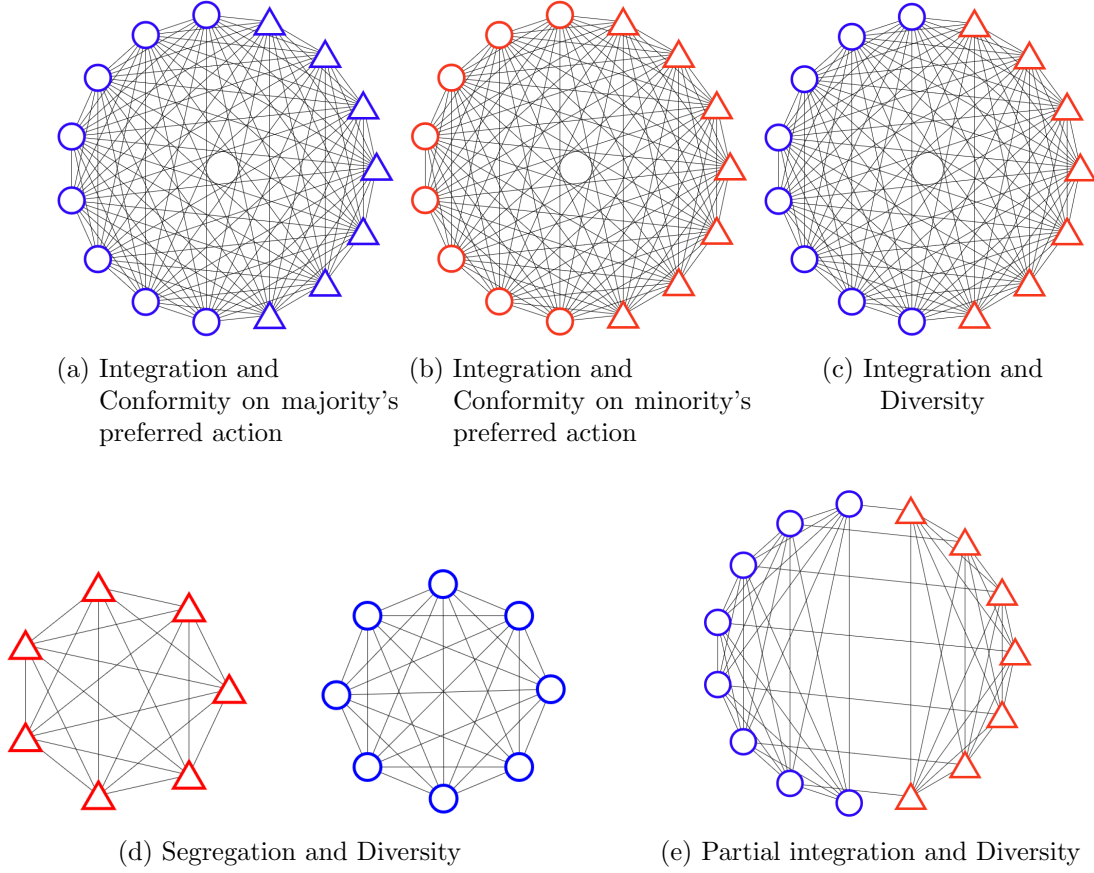 (a) Integration and
Conformity on majority's
preferred action
(b) Integration and
Conformity on minority's
preferred action
(c) Integration and
Diversity
(d) Segregation and Diversity
(e) Partial integration and Diversity